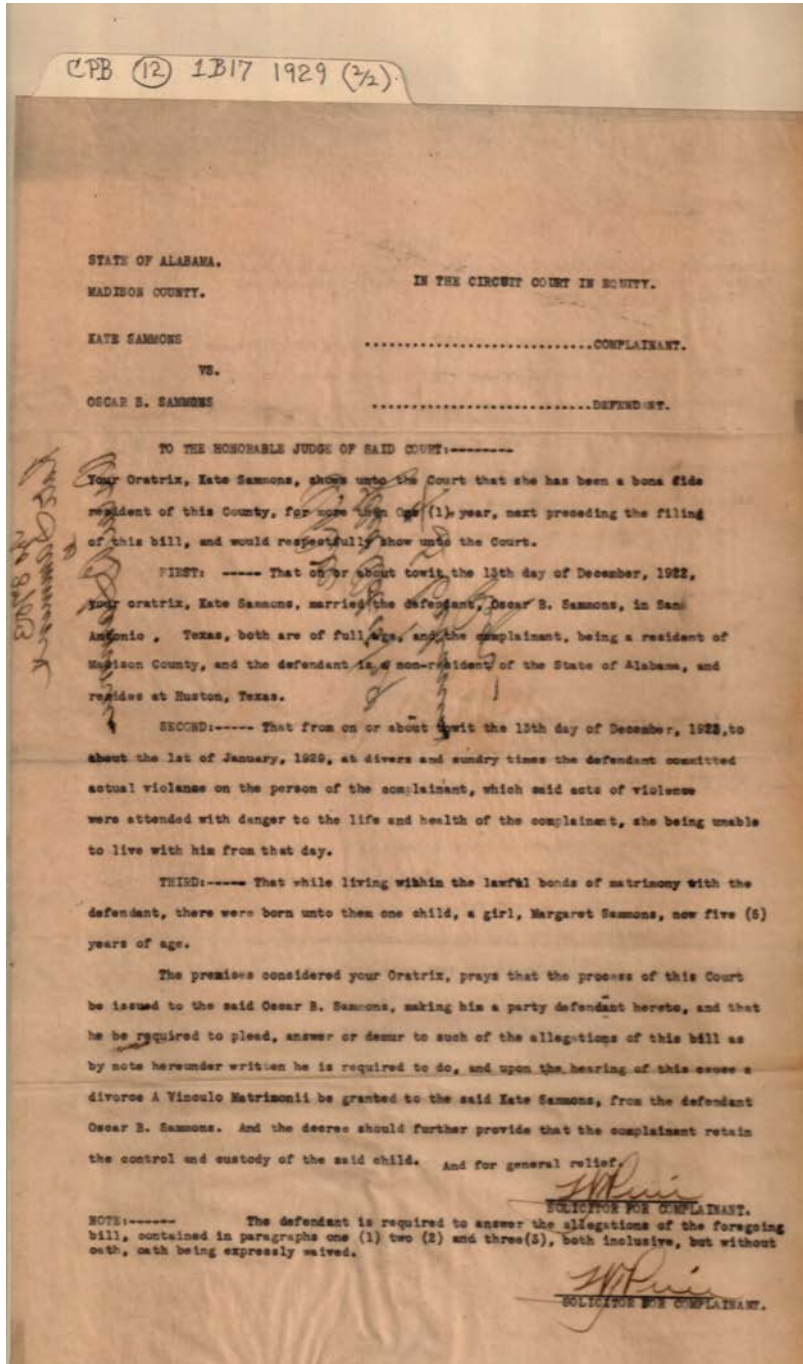 CPB (12) 1B17 1929 (2/2).
STATE OF ALABAMA.
IN THE CIRCUIT COURT IN EQUITY.
MADISON COUNTY.
KATE SAMMONS ..............................COMPLAINANT.
VS.
OSCAR B. SAMMONS .............................DEFENDANT.
TO THE HONORABLE JUDGE OF SAID COURT:--------
Your Oratrix, Kate Sammons, shows unto the Court that she has been a bona fide
resident of this County, for more than One (1) year, next preceding the filing
of this bill, and would respectfully show unto the Court.
FIRST: ----- That on or about towit the 13th day of December, 1922,
your oratrix, Kate Sammons, married the defendant, Oscar B. Sammons, in San
Antonio , Texas, both are of full age, and the complainant, being a resident of
Madison County, and the defendant is a non-resident of the State of Alabama, and
resides at Huston, Texas.
SECOND:----- That from on or about towit the 13th day of December, 1922,to
about the 1st of January, 1929, at divers and sundry times the defendant committed
actual violanse on the person of the complainant, which said acts of violence
were attended with danger to the life and health of the complainant, she being unable
to live with him from that day.
THIRD:----- That while living within the lawful bonds of matrimony with the
defendant, there were born unto them one child, a girl, Margaret Sammons, now five (5)
years of age.
The premises considered your Oratrix, prays that the process of this Court
be issued to the said Oscar B. Sammons, making him a party defendant hereto, and that
he be required to plead, answer or demur to such of the allegations of this bill as
by note hereunder written he is required to do, and upon the hearing of this cause a
divorce A Vinculo Matrimonii be granted to the said Kate Sammons, from the defendant
Oscar B. Sammons. And the decree should further provide that the complainant retain
the control and custody of the said child. And for general relief.
SOLICITOR FOR COMPLAINANT.
NOTE:------ The defendant is required to answer the allegations of the foregoing
bill, contained in paragraphs one (1) two (2) and three(3), both inclusive, but without
oath, oath being expressly waived.
SOLICITOR FOR COMPLAINANT.